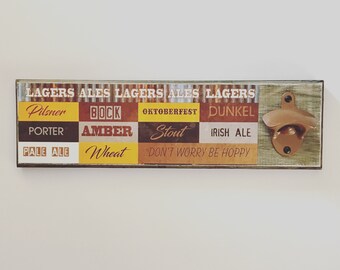 LAGERS ALES LAGERS ALES LAGERS
Pilsner BOCK OKTOBERFEST DUNKEL
PORTER AMBER Stout IRISH ALE
PALE ALE Wheat DON'T WORRY BE HOPPY